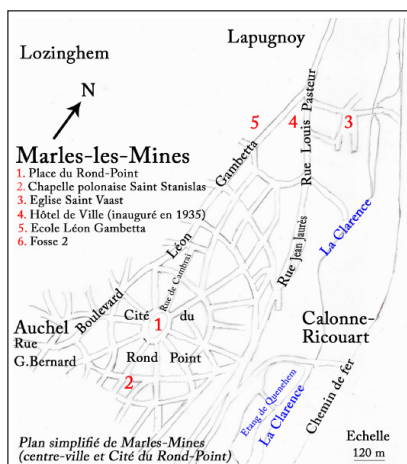 Lapugnoy
Lozinghem
N
Marles-les-Mines
1. Place du Rond-Point
2. Chapelle polonaise Saint Stanislas
3. Eglise Saint Vaast
4. Hôtel de Ville (inauguré en 1935)
5. Ecole Léon Gambetta
6. Fosse 2
5
4
3
Rue Louis Pasteur
Boulevard Léon Gambetta
Rue Jean Jaurès
La Clarence
Rue de Cambrai
Cité du
1
Rond Point
Auchel
Rue
G.Bernard
2
Calonne-
Ricouart
Etang de Quenehem
La Clarence
Chemin de fer
Plan simplifié de Marles-Mines
(centre-ville et Cité du Rond-Point)
Echelle
120 m